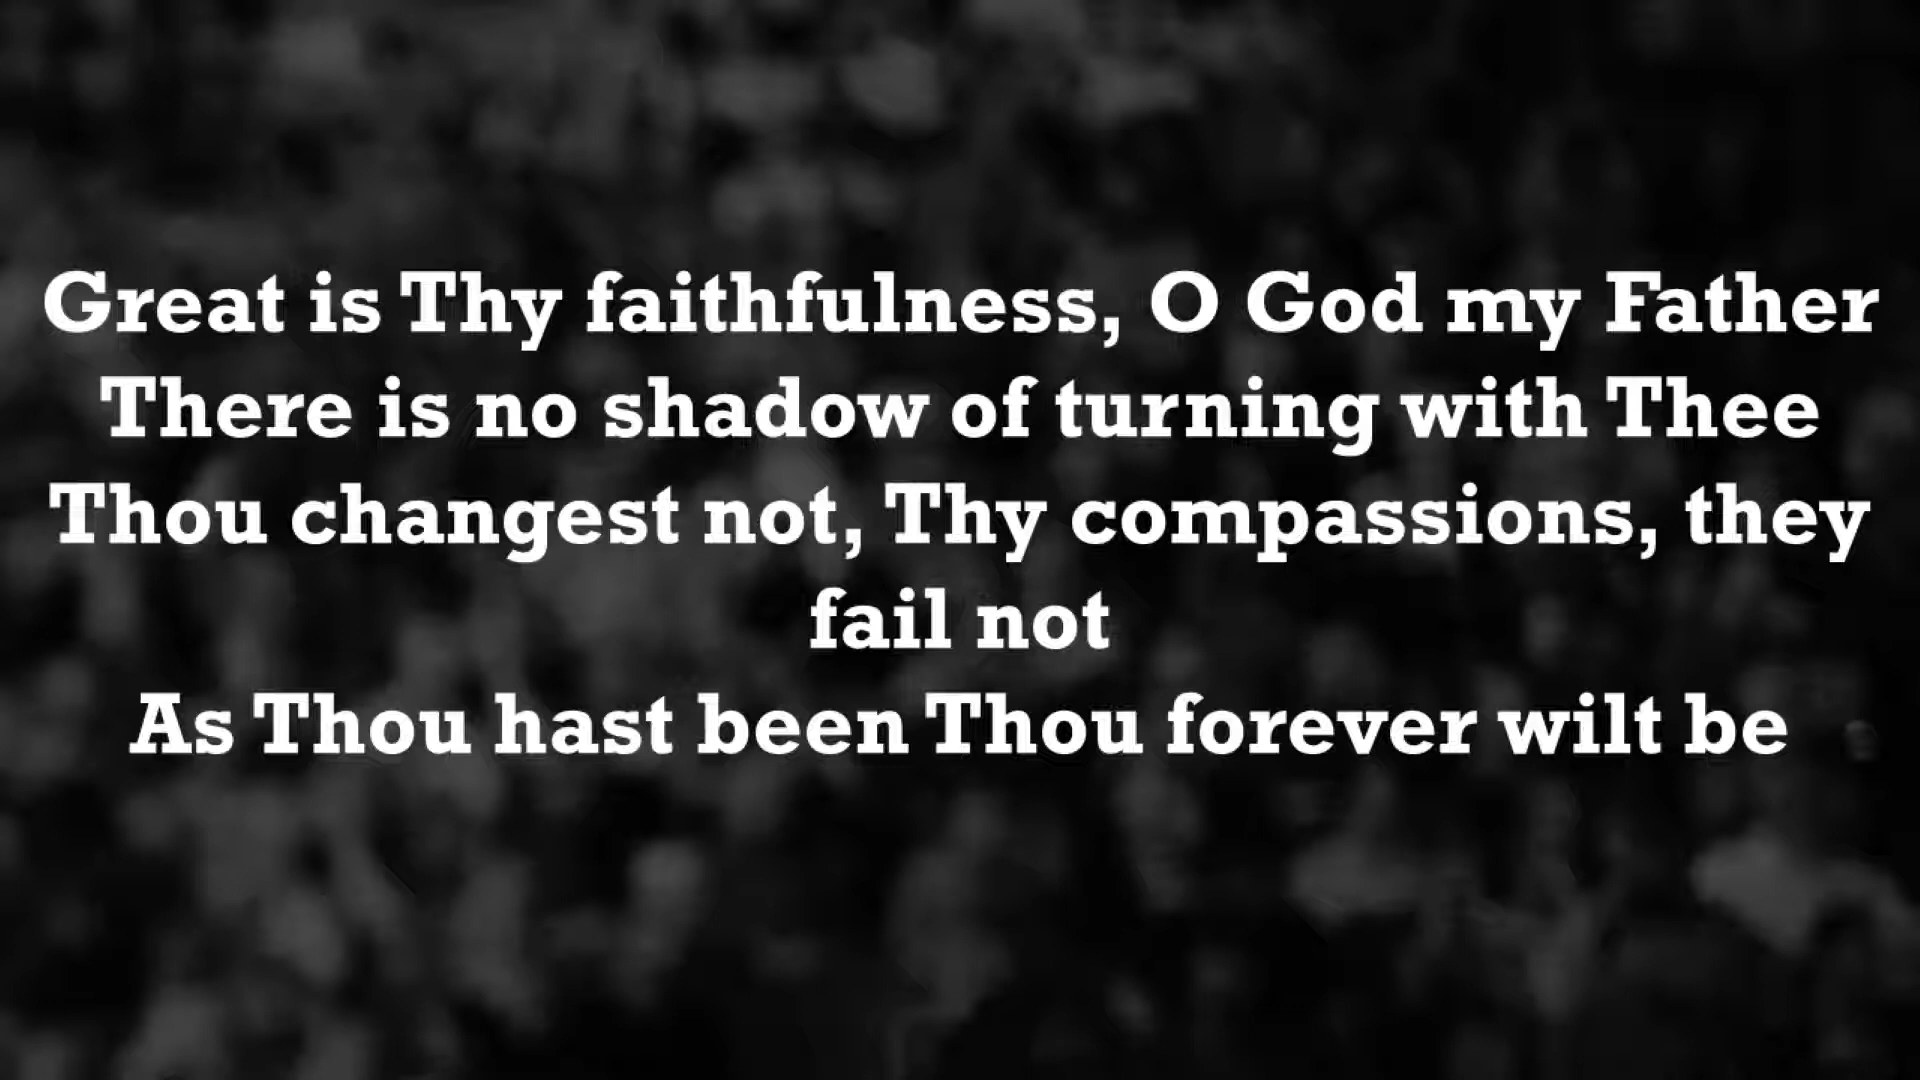 Great is Thy faithfulness, O God my Father
There is no shadow of turning with Thee
Thou changest not, Thy compassions, they
fail not
As Thou hast been Thou forever wilt be